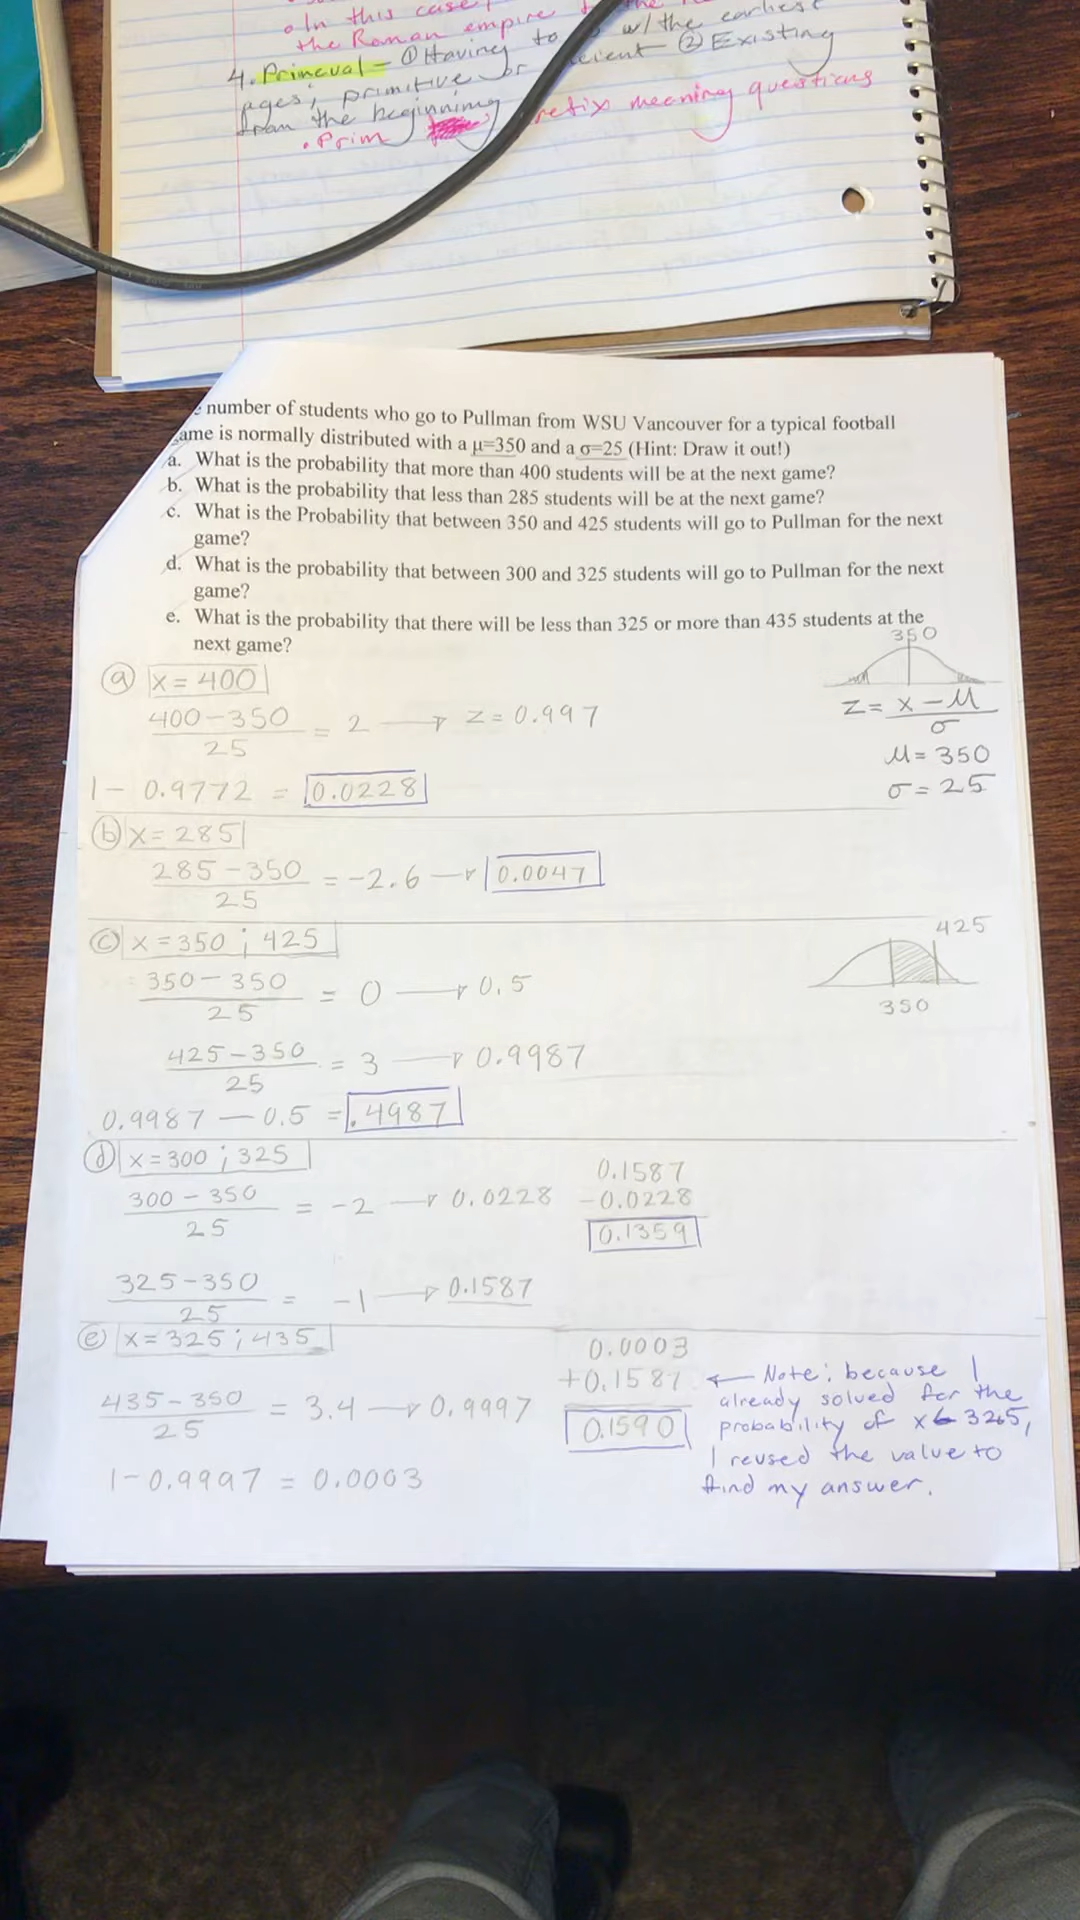 In this case,
the Roman empire
w/the earliest
4. Primeval = ① Having to
② Existing
ages; primitive or
from the beginning
. Prim
meaning questions
number of students who go to Pullman from WSU Vancouver for a typical football
ame is normally distributed with a μ=350 and a σ=25 (Hint: Draw it out!)
a. What is the probability that more than 400 students will be at the next game?
b. What is the probability that less than 285 students will be at the next game?
c. What is the Probability that between 350 and 425 students will go to Pullman for the next
game?
d. What is the probability that between 300 and 325 students will go to Pullman for the next
game?
e. What is the probability that there will be less than 325 or more than 435 students at the
next game?
350
z = x - μ
σ
μ = 350
σ = 25
ⓐ x = 400
400 - 350
25
= 2 → z = 0.997
1 - 0.9772 = 0.0228
ⓑ x = 285
285 - 350
25
= -2.6 → 0.0047
ⓒ x = 350 ; 425
350 - 350
25
= 0 → 0.5
425
350
425 - 350
25
= 3 → 0.9987
0.9987 - 0.5 = .4987
ⓓ x = 300 ; 325
300 - 350
25
= -2 → 0.0228
0.1587
-0.0228
0.1359
325 - 350
25
= -1 → 0.1587
ⓔ x = 325 ; 435
435 - 350
25
= 3.4 → 0.9997
1 - 0.9997 = 0.0003
0.0003
+0.1587
0.1590
← Note: because I
already solved for the
probability of x < 325,
I reused the value to
find my answer.